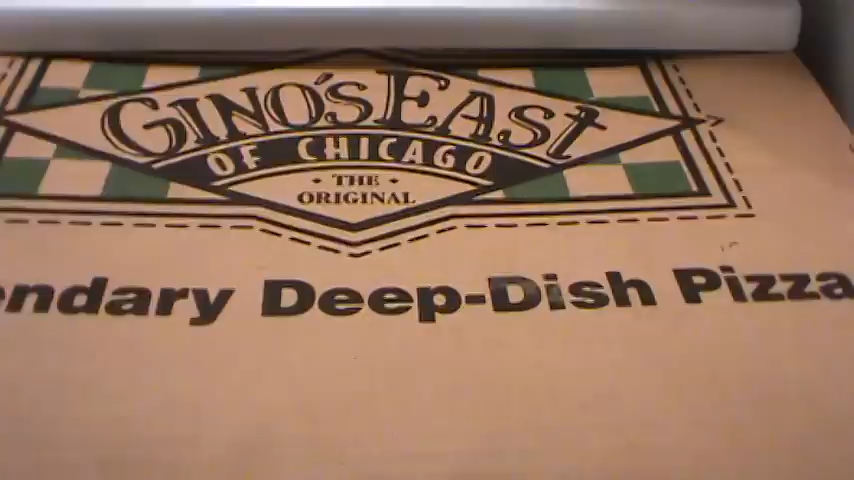 GINO'S EAST
OF CHICAGO
• THE •
ORIGINAL
endary Deep-Dish Pizza